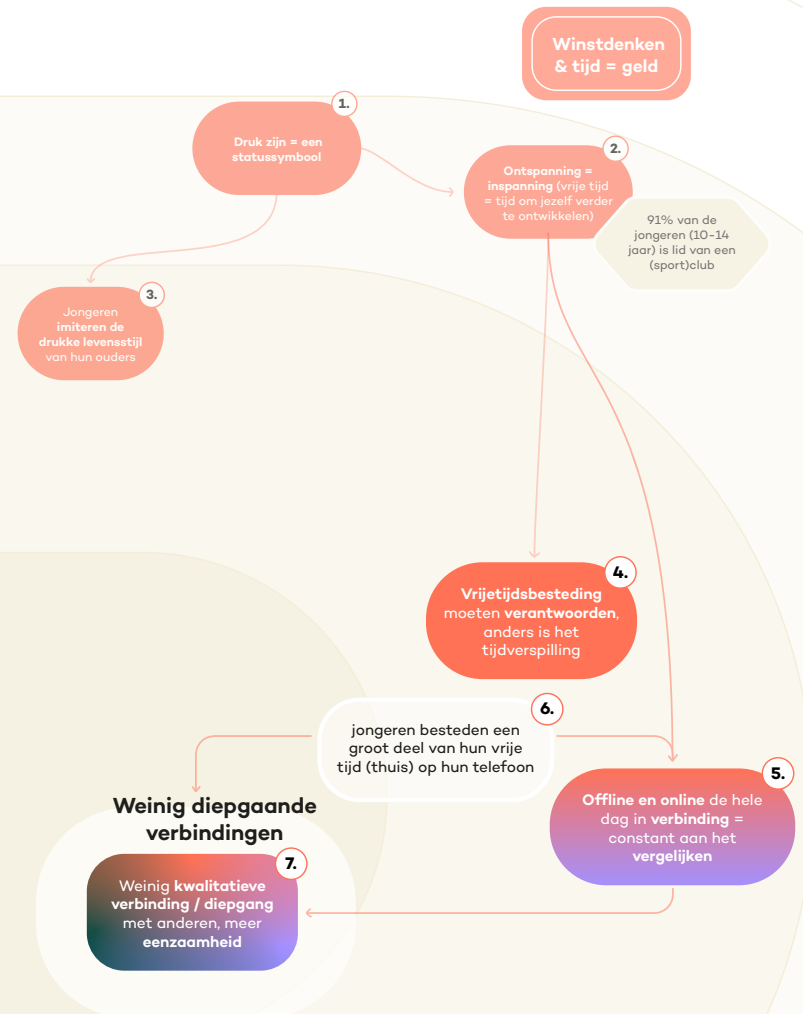 Winstdenken
& tijd = geld
1.
Druk zijn = een
statussymbool
2.
Ontspanning =
inspanning (vrije tijd
= tijd om jezelf verder
te ontwikkelen)
91% van de
jongeren (10-14
jaar) is lid van een
(sport)club
3.
Jongeren
imiteren de
drukke levensstijl
van hun ouders
4.
Vrijetijdsbesteding
moeten verantwoorden,
anders is het
tijdverspilling
6.
jongeren besteden een
groot deel van hun vrije
tijd (thuis) op hun telefoon
5.
Offline en online de hele
dag in verbinding =
constant aan het
vergelijken
Weinig diepgaande
verbindingen
7.
Weinig kwalitatieve
verbinding / diepgang
met anderen, meer
eenzaamheid